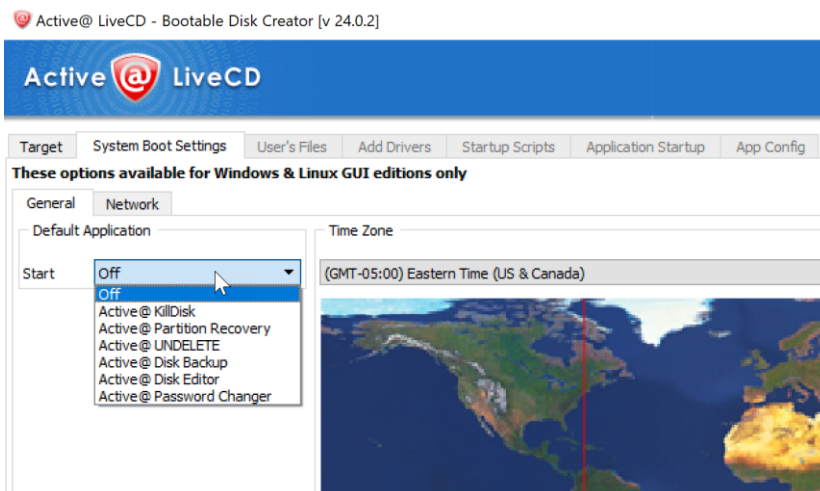 Active@ LiveCD - Bootable Disk Creator [v 24.0.2]
Active @ LiveCD
Target System Boot Settings User's Files Add Drivers Startup Scripts Application Startup App Config
These options available for Windows & Linux GUI editions only
General Network
Default Application Time Zone
Start Off (GMT-05:00) Eastern Time (US & Canada)
Off
Active@ KillDisk
Active@ Partition Recovery
Active@ UNDELETE
Active@ Disk Backup
Active@ Disk Editor
Active@ Password Changer